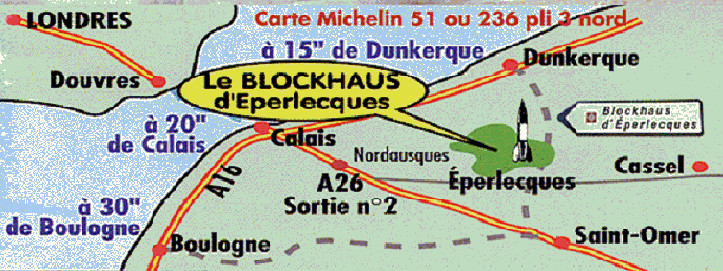 LONDRES
Carte Michelin 51 ou 236 pli 3 nord
à 15" de Dunkerque
Dunkerque
Douvres
Le BLOCKHAUS
d'Eperlecques
Blockhaus
d'Éperlecques
à 20"
de Calais
Calais
Nordausques
Cassel
A16
A26
Sortie n°2
Éperlecques
à 30"
de Boulogne
Boulogne
Saint-Omer